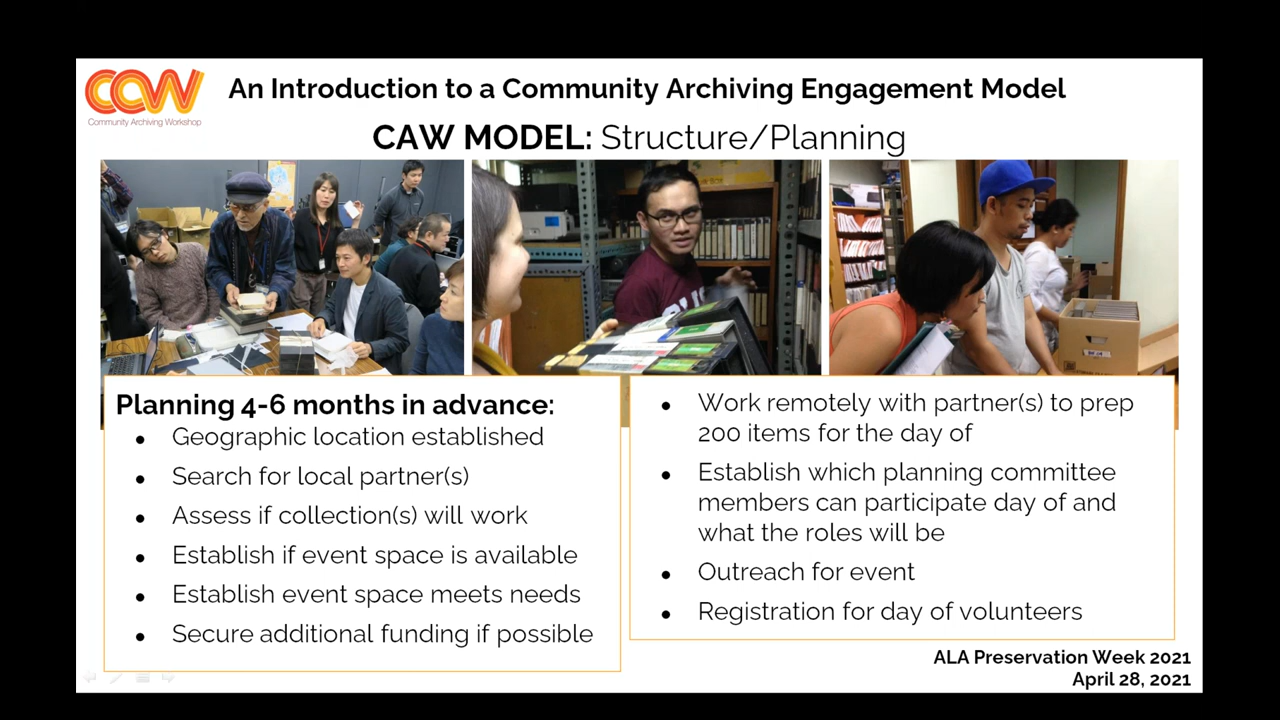 CAW
Community Archiving Workshop
An Introduction to a Community Archiving Engagement Model
CAW MODEL: Structure/Planning
Planning 4-6 months in advance:
● Geographic location established
● Search for local partner(s)
● Assess if collection(s) will work
● Establish if event space is available
● Establish event space meets needs
● Secure additional funding if possible
● Work remotely with partner(s) to prep
200 items for the day of
● Establish which planning committee
members can participate day of and
what the roles will be
● Outreach for event
● Registration for day of volunteers
ALA Preservation Week 2021
April 28, 2021